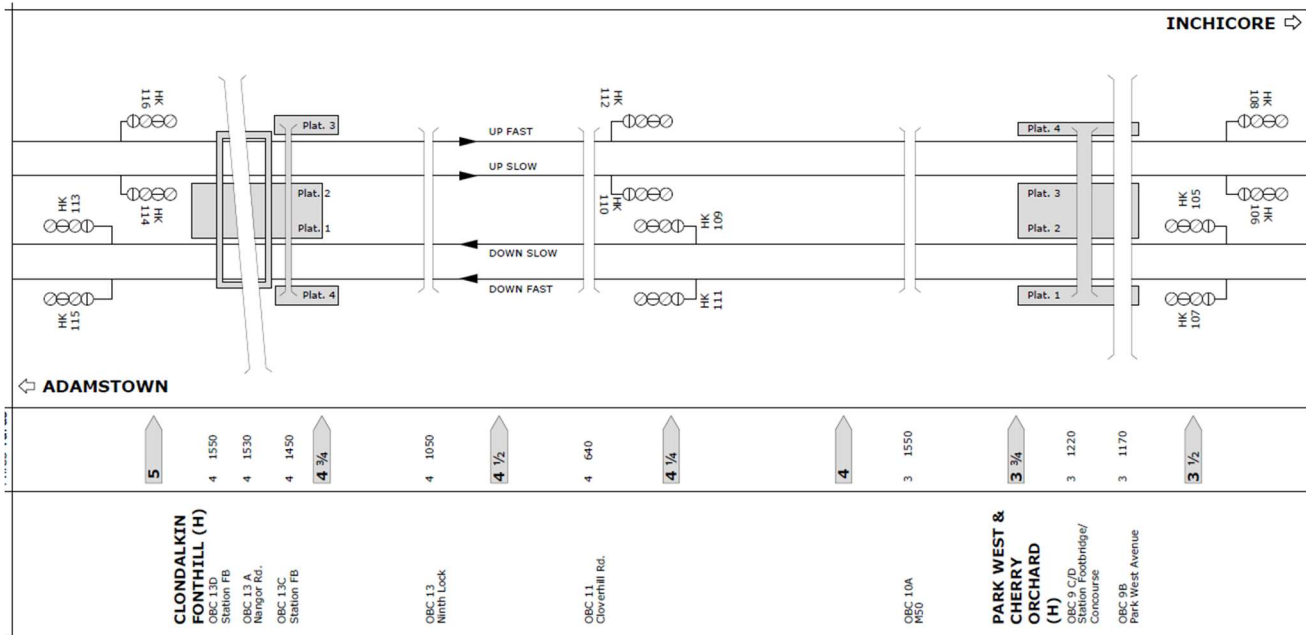 INCHICORE
HK
116
HK
112
HK
108
Plat. 3
UP FAST
Plat. 4
UP SLOW
HK
113
HK
114
Plat. 2
Plat. 1
HK
110
HK
109
Plat. 3
Plat. 2
HK
105
HK
106
DOWN SLOW
DOWN FAST
HK
115
Plat. 4
HK
111
Plat. 1
HK
107
ADAMSTOWN
5
4 1550
4 1530
4 1450
4 ¾
4 1050
4 ½
4 640
4 ¼
4
3 1550
3 ¾
3 1220
3 1170
3 ½
CLONDALKIN
FONTHILL (H)
OBC 13D
Station FB
OBC 13 A
Nangor Rd.
OBC 13C
Station FB
OBC 13
Ninth Lock
OBC 11
Cloverhill Rd.
OBC 10A
M50
PARK WEST &
CHERRY
ORCHARD
(H)
OBC 9 C/D
Station Footbridge/
Concourse
OBC 9B
Park West Avenue